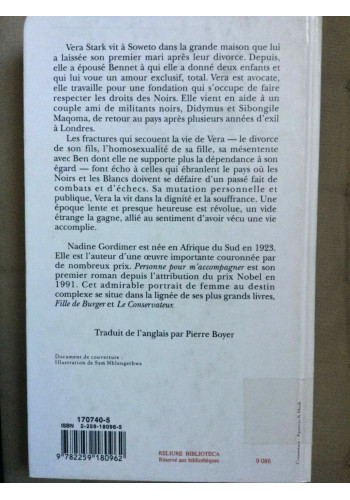 Vera Stark vit à Soweto dans la grande maison que lui
a laissée son premier mari après leur divorce. Depuis,
elle a épousé Bennet à qui elle a donné deux enfants et
qui lui voue un amour exclusif, total. Vera est avocate,
elle travaille pour une fondation qui s'occupe de faire
respecter les droits des Noirs. Elle vient en aide à un
couple ami de militants noirs, Didymus et Sibongile
Maqoma, de retour au pays après plusieurs années d'exil
à Londres.
Les fractures qui secouent la vie de Vera — le divorce
de son fils, l'homosexualité de sa fille, sa mésentente
avec Ben dont elle ne supporte plus la dépendance à son
égard — font écho à celles qui ébranlent le pays où les
Noirs et les Blancs doivent se défaire d'un passé fait de
combats et d'échecs. Sa mutation personnelle et
publique, Vera la vit dans la dignité et la souffrance. Une
époque lente et presque heureuse est révolue, un vide
étrange la gagne, allié au sentiment d'avoir vécu une vie
accomplie.
Nadine Gordimer est née en Afrique du Sud en 1923.
Elle est l'auteur d'une œuvre importante couronnée par
de nombreux prix. Personne pour m'accompagner est son
premier roman depuis l'attribution du prix Nobel en
1991. Cet admirable portrait de femme au destin
complexe se situe dans la lignée de ses plus grands livres,
Fille de Burger et Le Conservateur.
Traduit de l'anglais par Pierre Boyer
Document de couverture :
Illustration de Sam Nhlengethwa
170740-5
ISBN 2-259-18096-5
9 782259 180962
RELIURE BIBLIOTECA
Réservé aux bibliothèques
9 086